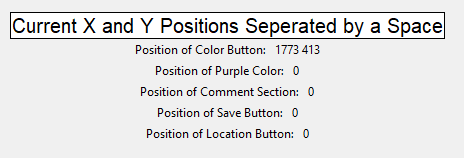 Current X and Y Positions Seperated by a Space
Position of Color Button: 1773 413
Position of Purple Color: 0
Position of Comment Section: 0
Position of Save Button: 0
Position of Location Button: 0